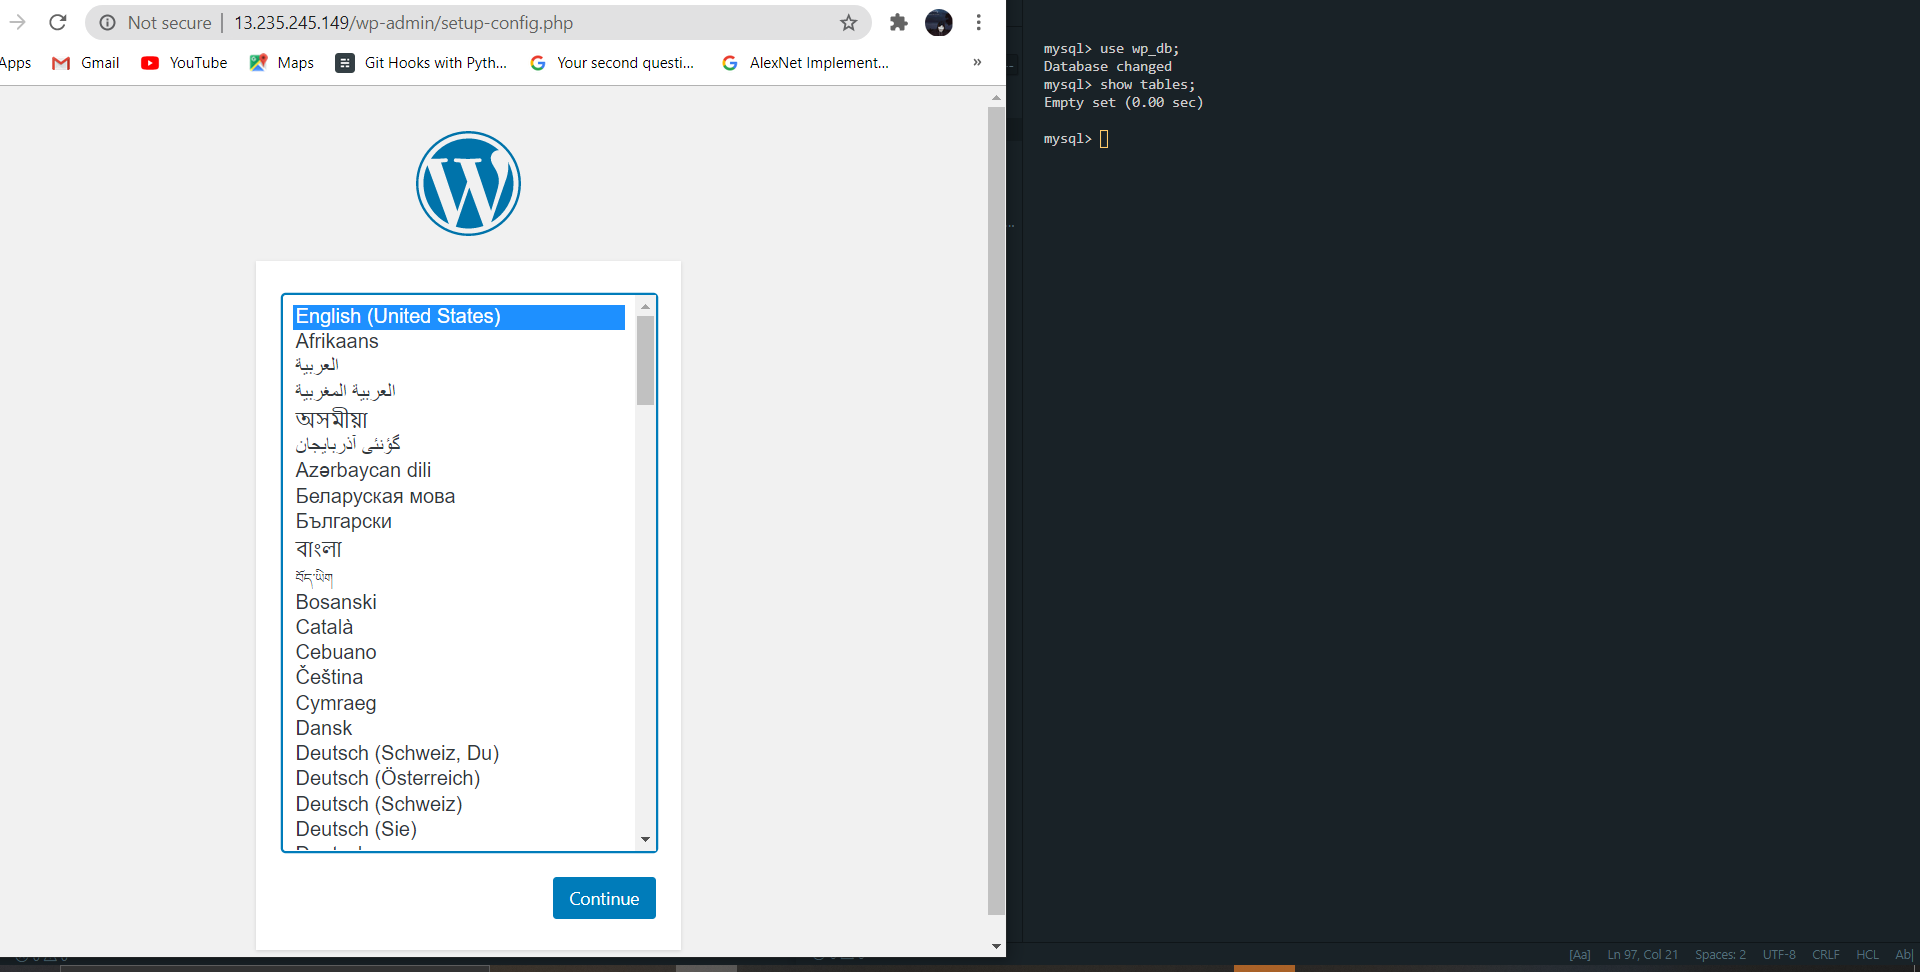 Not secure | 13.235.245.149/wp-admin/setup-config.php
Apps Gmail YouTube Maps Git Hooks with Pyth... Your second questi... AlexNet Implement... »
English (United States)
Afrikaans
العربية
العربية المغربية
অসমীয়া
گؤنئی آذربایجان
Azərbaycan dili
Беларуская мова
Български
বাংলা
བོད་ཡིག
Bosanski
Català
Cebuano
Čeština
Cymraeg
Dansk
Deutsch (Schweiz, Du)
Deutsch (Österreich)
Deutsch (Schweiz)
Deutsch (Sie)
Continue
mysql> use wp_db;
Database changed
mysql> show tables;
Empty set (0.00 sec)
mysql>
[Aa] Ln 97, Col 21 Spaces: 2 UTF-8 CRLF HCL Ab|